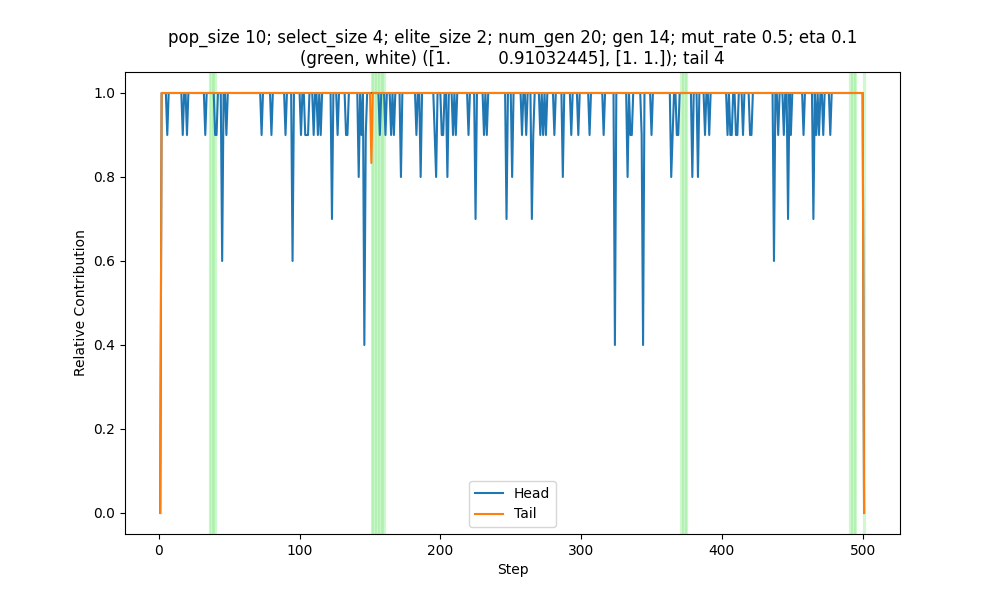 pop_size 10; select_size 4; elite_size 2; num_gen 20; gen 14; mut_rate 0.5; eta 0.1
(green, white) ([1.          0.91032445], [1. 1.]); tail 4
1.0
0.8
0.6
0.4
0.2
0.0
Relative Contribution
Head
Tail
0
100
200
300
400
500
Step